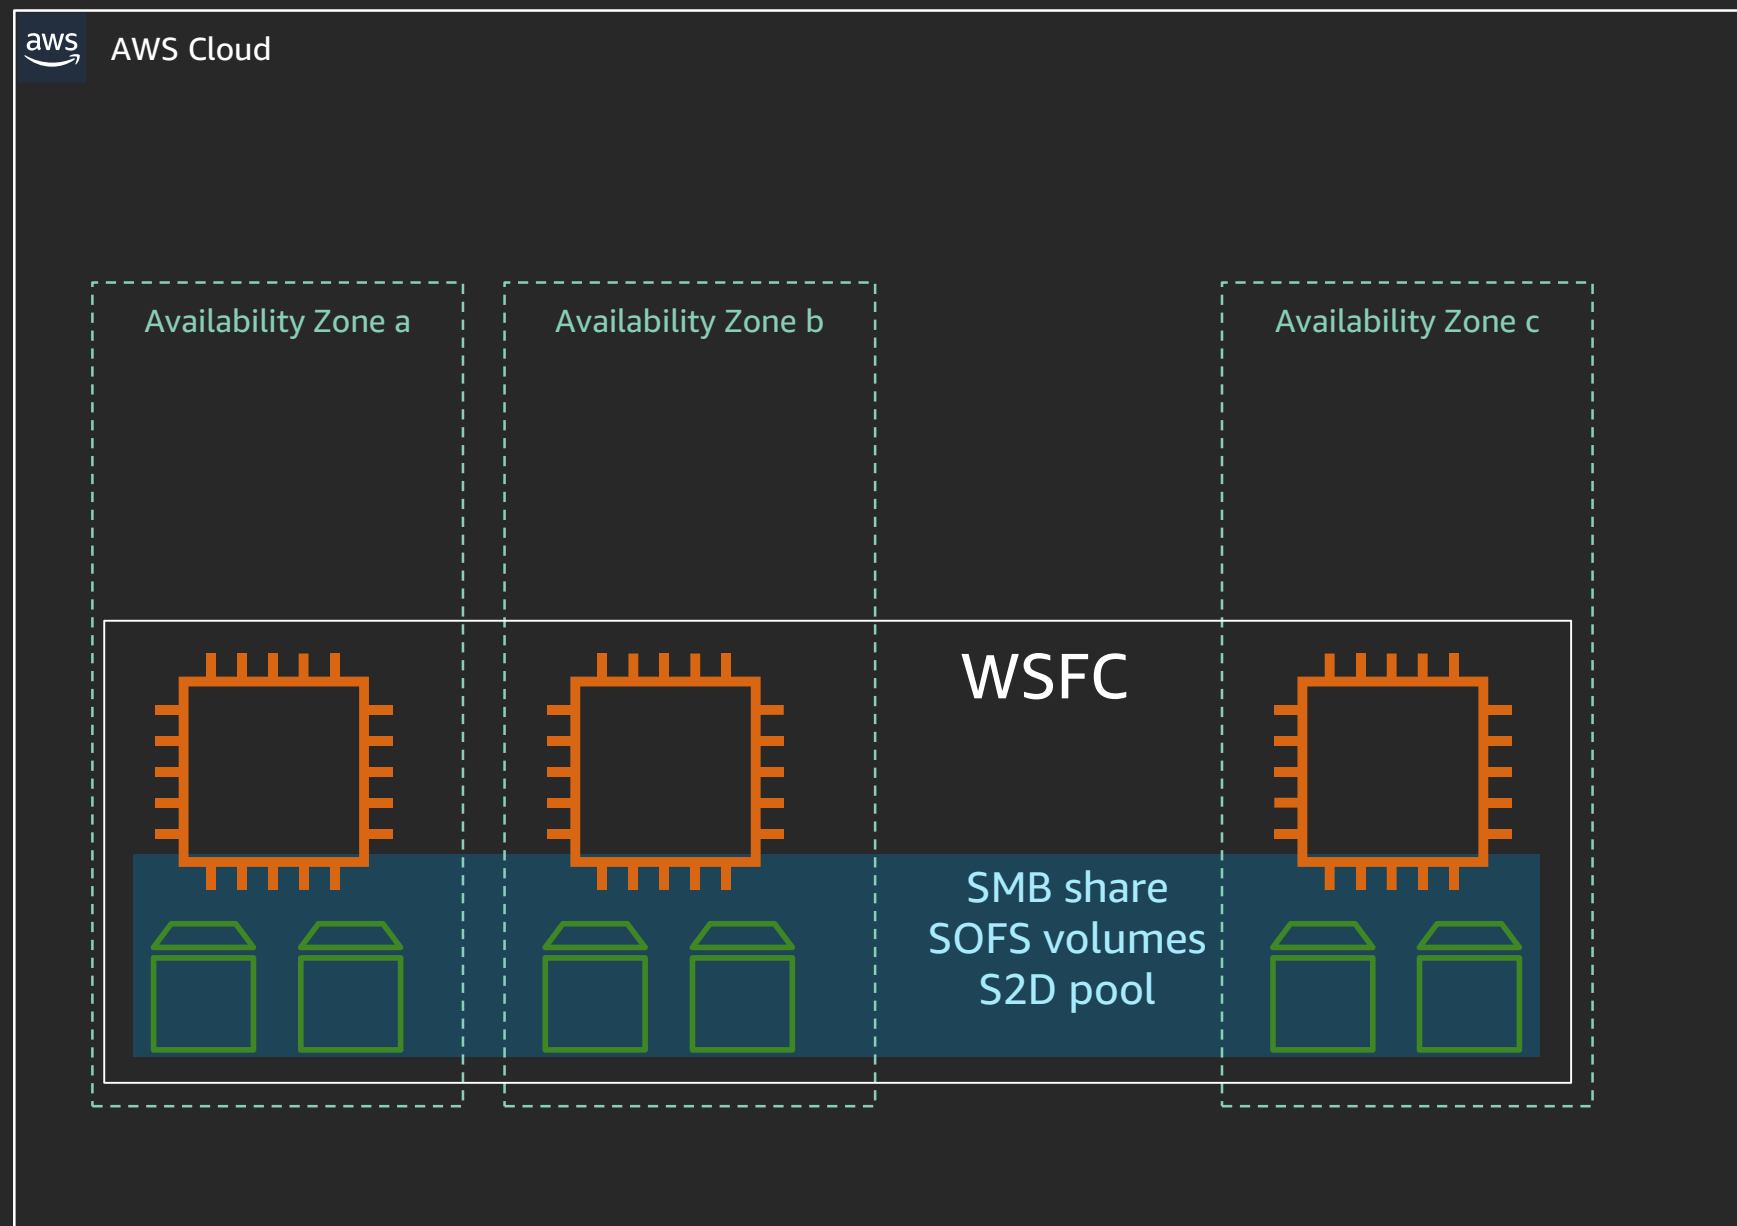 aws
AWS Cloud
Availability Zone a
Availability Zone b
Availability Zone c
WSFC
SMB share
SOFS volumes
S2D pool